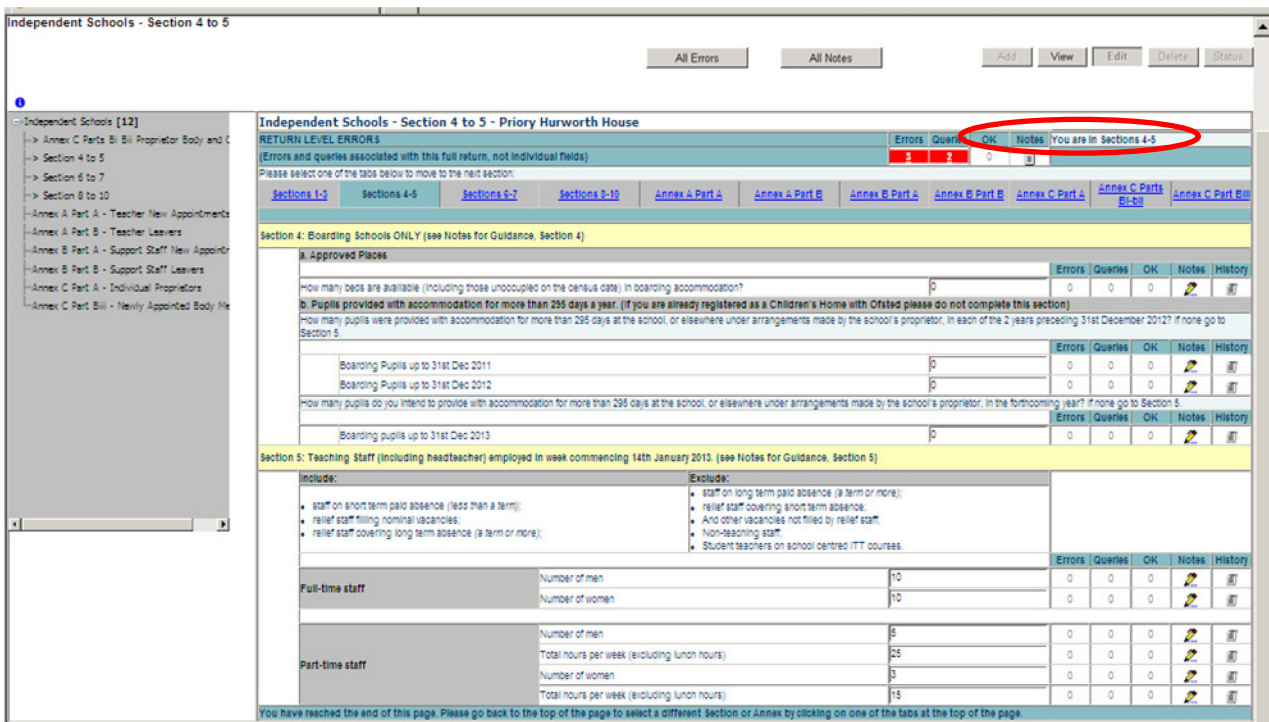 Independent Schools - Section 4 to 5
All Errors All Notes Add View Edit Delete Status
Independent Schools [12]
-> Annex C Parts Bi Bii Proprietor Body and C
-> Section 4 to 5
-> Section 6 to 7
-> Section 8 to 10
Annex A Part A - Teacher New Appointments
Annex A Part B - Teacher Leavers
Annex B Part A - Support Staff New Appointr
Annex B Part B - Support Staff Leavers
Annex C Part A - Individual Proprietors
Annex C Part Biii - Newly Appointed Body Me
Independent Schools - Section 4 to 5 - Priory Hurworth House
RETURN LEVEL ERRORS Errors Queries OK Notes You are in Sections 4-5
(Errors and queries associated with this full return, not individual fields) 3 2 0
Please select one of the tabs below to move to the next section:
Sections 1-3 Sections 4-5 Sections 6-7 Sections 8-10 Annex A Part A Annex A Part B Annex B Part A Annex B Part B Annex C Part A Annex C Parts Bi-bii Annex C Part Biii
Section 4: Boarding Schools ONLY (see Notes for Guidance, Section 4)
a. Approved Places
Errors Queries OK Notes History
How many beds are available (including those unoccupied on the census date) in boarding accommodation? 0 0 0 0
b. Pupils provided with accommodation for more than 295 days a year. (If you are already registered as a Children's Home with Ofsted please do not complete this section)
How many pupils were provided with accommodation for more than 295 days at the school, or elsewhere under arrangements made by the school's proprietor, in each of the 2 years preceding 31st December 2012? If none go to
Section 5.
Errors Queries OK Notes History
Boarding Pupils up to 31st Dec 2011 0 0 0 0
Boarding Pupils up to 31st Dec 2012 0 0 0 0
How many pupils do you intend to provide with accommodation for more than 295 days at the school, or elsewhere under arrangements made by the school's proprietor, in the forthcoming year? If none go to Section 5.
Errors Queries OK Notes History
Boarding pupils up to 31st Dec 2013 0 0 0 0
Section 5: Teaching Staff (including headteacher) employed in week commencing 14th January 2013. (see Notes for Guidance, Section 5)
Include: Exclude:
• staff on short term paid absence (less than a term);
• relief staff filling nominal vacancies;
• relief staff covering long term absence (a term or more);
• staff on long term paid absence (a term or more);
• relief staff covering short term absence;
• And other vacancies not filled by relief staff;
• Non-teaching staff;
• Student teachers on school centred ITT courses.
Errors Queries OK Notes History
Full-time staff
Number of men 10 0 0 0
Number of women 10 0 0 0
Part-time staff
Number of men 5 0 0 0
Total hours per week (excluding lunch hours) 25 0 0 0
Number of women 3 0 0 0
Total hours per week (excluding lunch hours) 15 0 0 0
You have reached the end of this page. Please go back to the top of the page to select a different Section or Annex by clicking on one of the tabs at the top of the page.